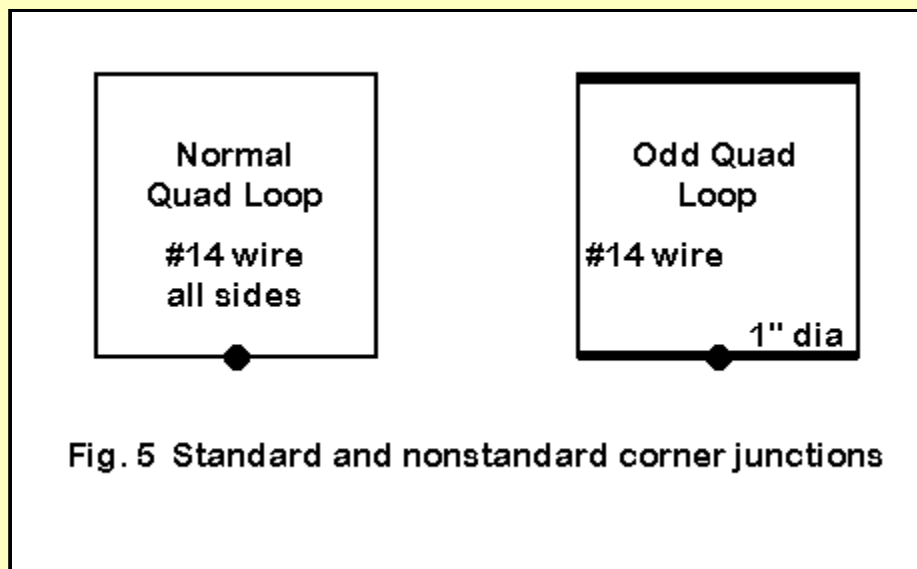 Normal
Quad Loop
#14 wire
all sides
Odd Quad
Loop
#14 wire
1" dia
Fig. 5 Standard and nonstandard corner junctions